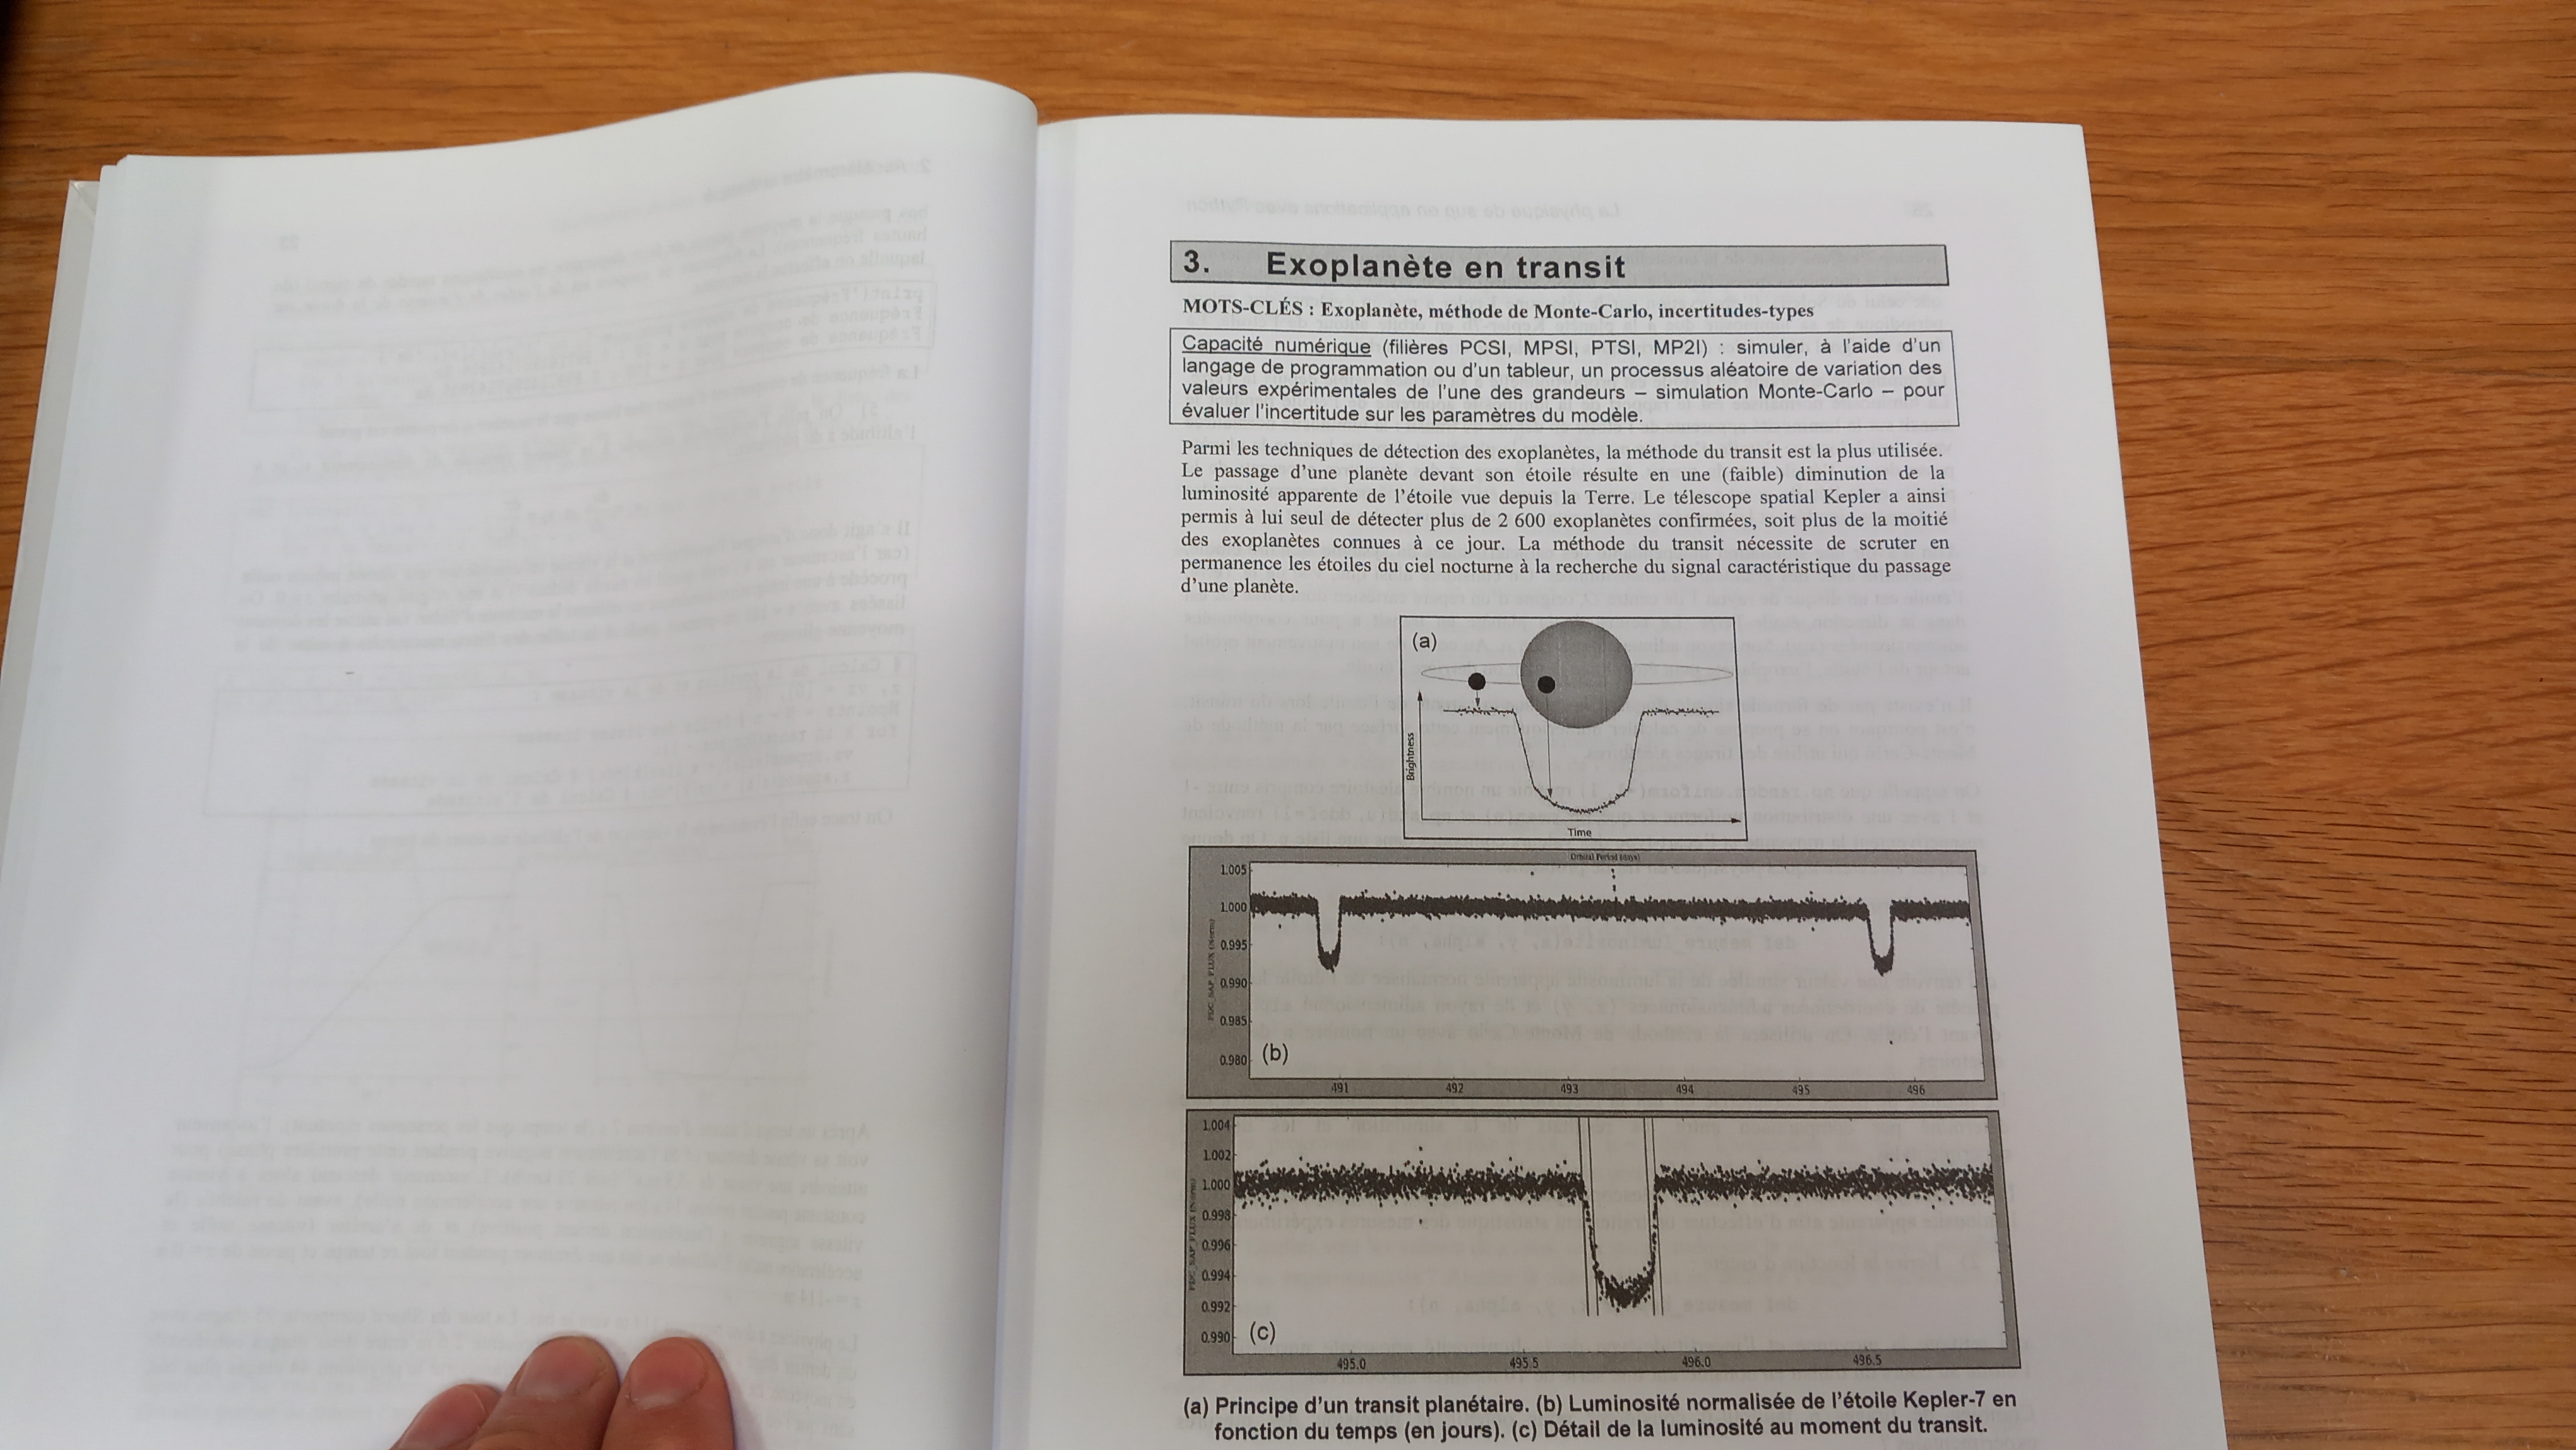 3. Exoplanète en transit
MOTS-CLÉS : Exoplanète, méthode de Monte-Carlo, incertitudes-types
Capacité numérique (filières PCSI, MPSI, PTSI, MP2I) : simuler, à l'aide d'un
langage de programmation ou d'un tableur, un processus aléatoire de variation des
valeurs expérimentales de l'une des grandeurs – simulation Monte-Carlo – pour
évaluer l'incertitude sur les paramètres du modèle.
Parmi les techniques de détection des exoplanètes, la méthode du transit est la plus utilisée.
Le passage d'une planète devant son étoile résulte en une (faible) diminution de la
luminosité apparente de l'étoile vue depuis la Terre. Le télescope spatial Kepler a ainsi
permis à lui seul de détecter plus de 2 600 exoplanètes confirmées, soit plus de la moitié
des exoplanètes connues à ce jour. La méthode du transit nécessite de scruter en
permanence les étoiles du ciel nocturne à la recherche du signal caractéristique du passage
d'une planète.
(a)
Brightness
Time
Orbital Period (days)
1.005
1.000
0.995
0.990
0.985
0.980
PDC_SAP_FLUX (Norm)
(b)
491 492 493 494 495 496
1.004
1.002
1.000
0.998
0.996
0.994
0.992
0.990
PDC_SAP_FLUX (Norm)
(c)
495.0 495.5 496.0 496.5
(a) Principe d'un transit planétaire. (b) Luminosité normalisée de l'étoile Kepler-7 en
fonction du temps (en jours). (c) Détail de la luminosité au moment du transit.